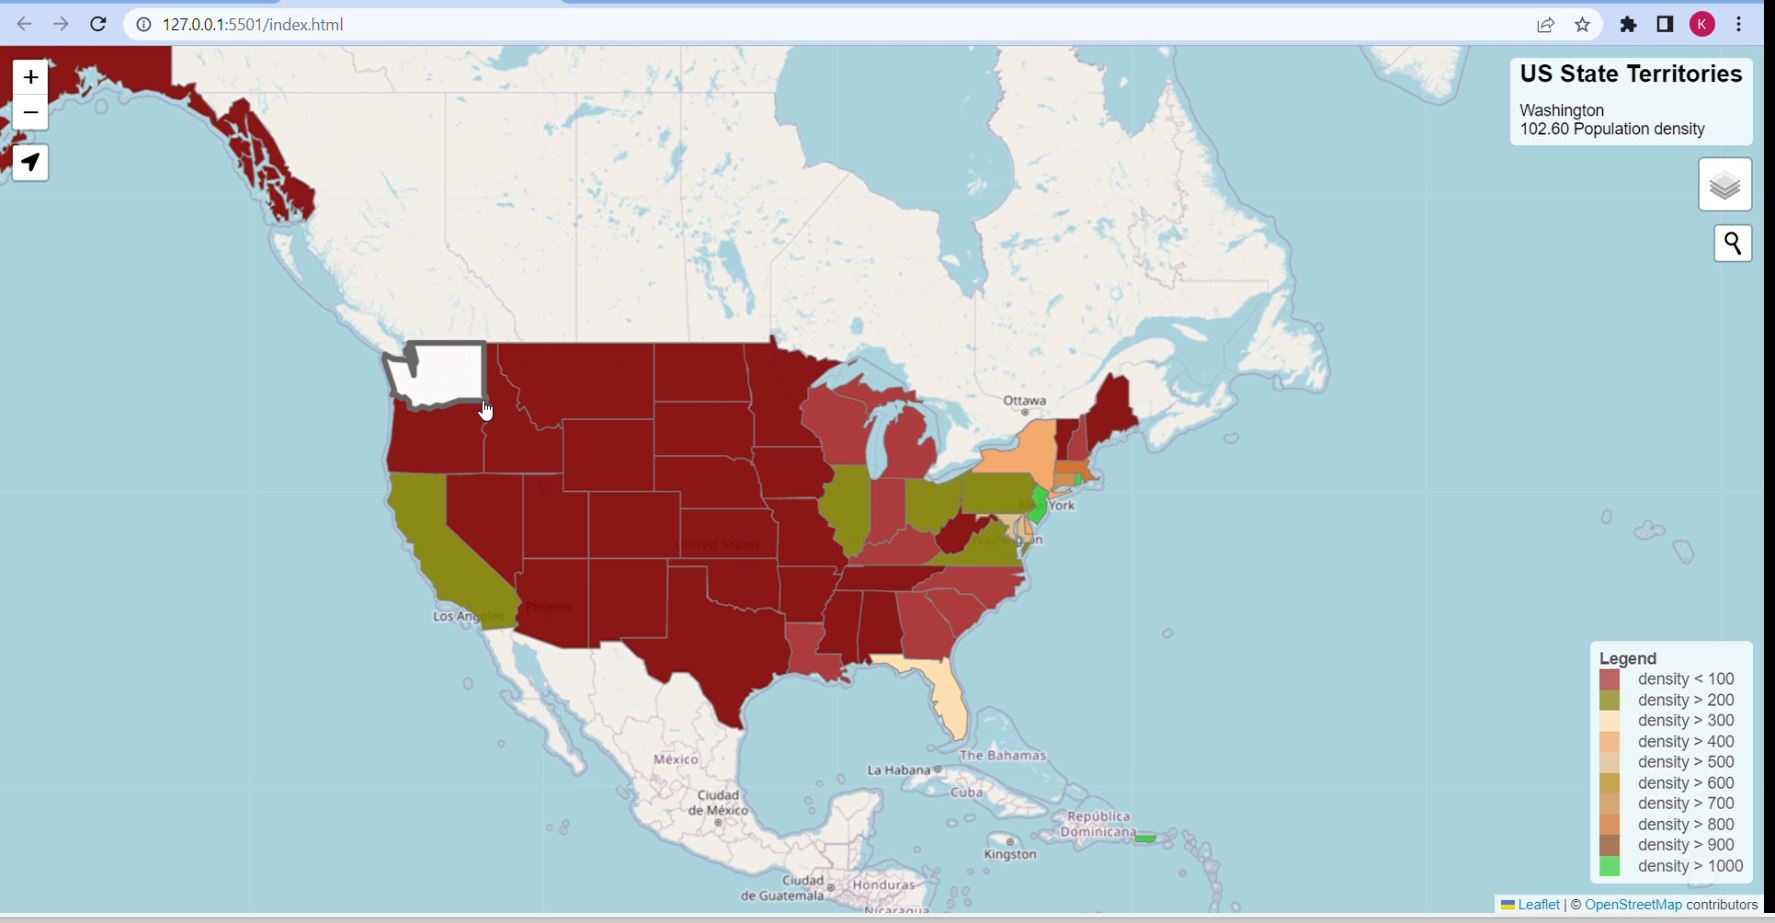 127.0.0.1:5501/index.html
K
+
−
US State Territories
Washington
102.60 Population density
Ottawa
New York
Washington
United States
Los Angeles
Phoenix
México
Ciudad
de México
La Habana
The Bahamas
Cuba
República
Dominicana
Kingston
Ciudad
de Guatemala
Honduras
Nicaragua
Legend
density < 100
density > 200
density > 300
density > 400
density > 500
density > 600
density > 700
density > 800
density > 900
density > 1000
Leaflet | © OpenStreetMap contributors